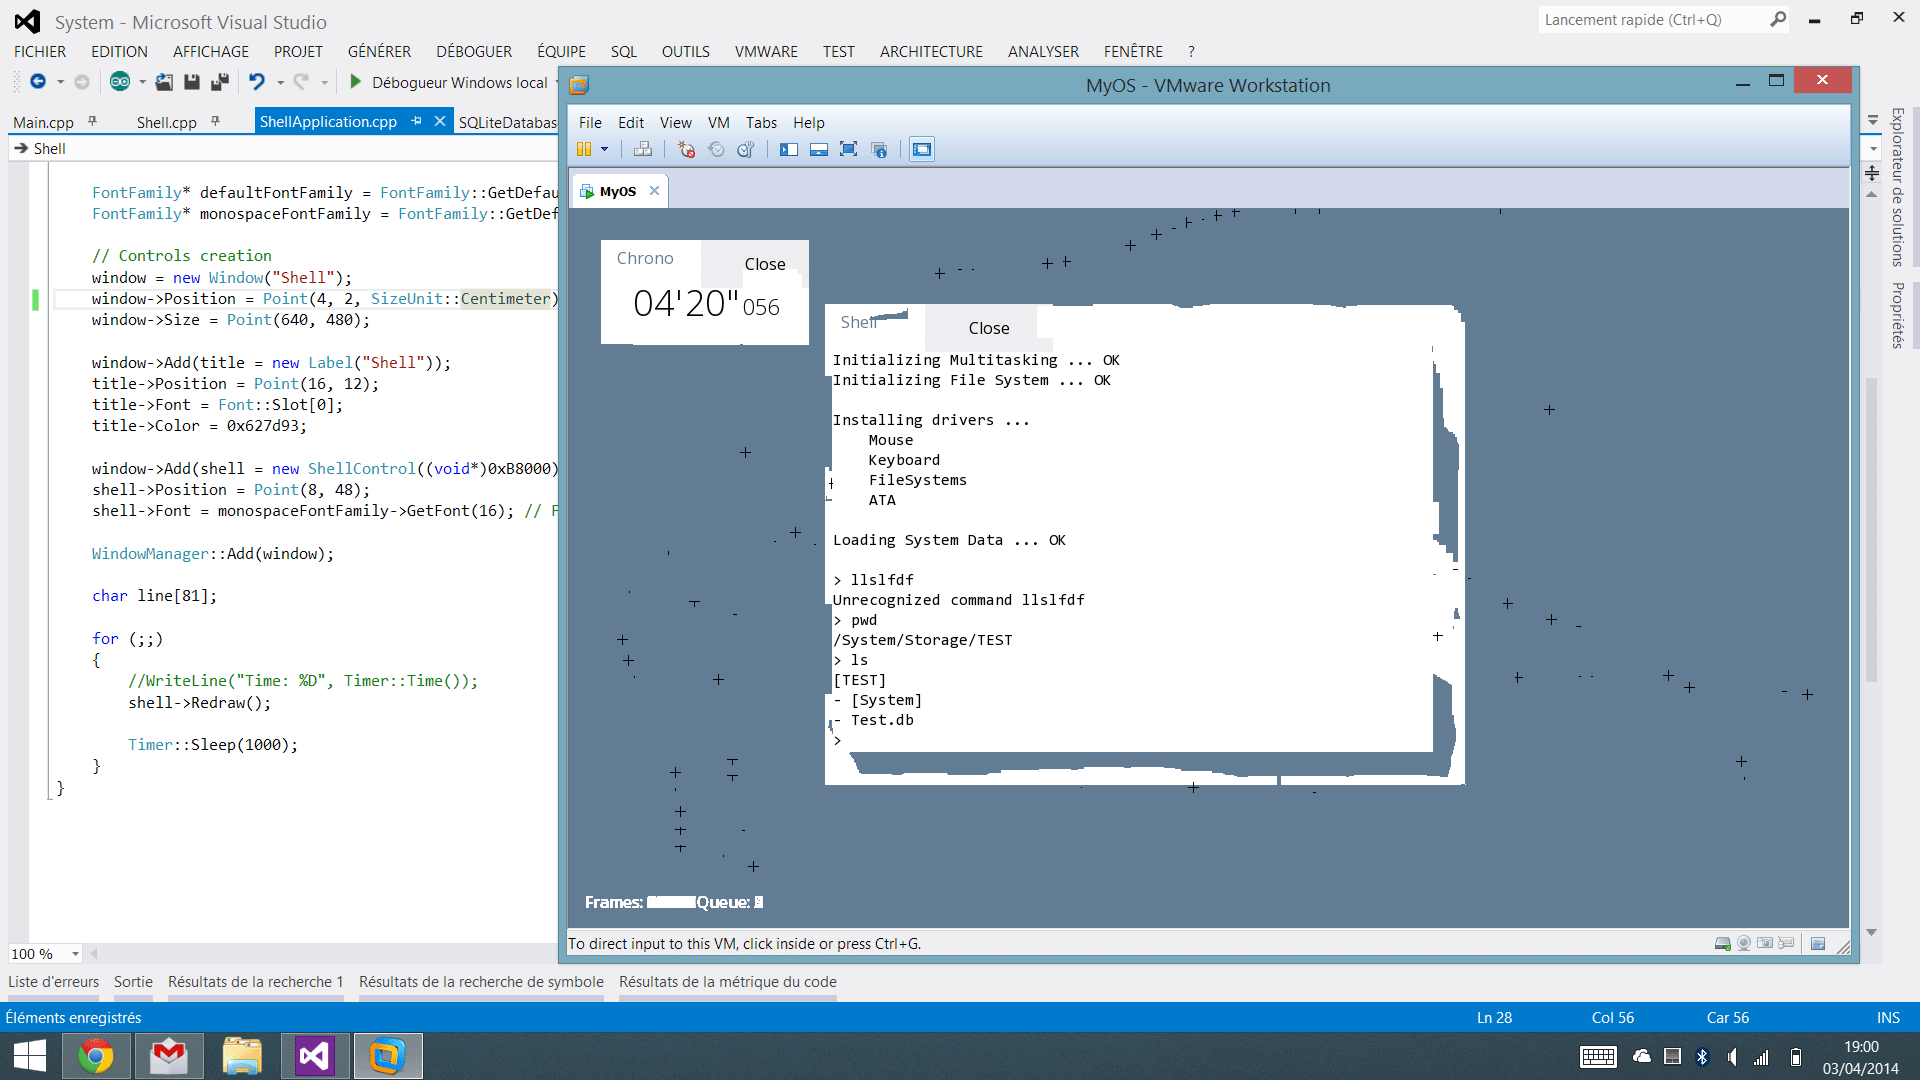 System - Microsoft Visual Studio
Lancement rapide (Ctrl+Q)
FICHIER EDITION AFFICHAGE PROJET GÉNÉRER DÉBOGUER ÉQUIPE SQL OUTILS VMWARE TEST ARCHITECTURE ANALYSER FENÊTRE ?
Débogueur Windows local
Main.cpp Shell.cpp ShellApplication.cpp SQLiteDatabas
Shell
FontFamily* defaultFontFamily = FontFamily::GetDefau
FontFamily* monospaceFontFamily = FontFamily::GetDef
// Controls creation
window = new Window("Shell");
window->Position = Point(4, 2, SizeUnit::Centimeter)
window->Size = Point(640, 480);
window->Add(title = new Label("Shell"));
title->Position = Point(16, 12);
title->Font = Font::Slot[0];
title->Color = 0x627d93;
window->Add(shell = new ShellControl((void*)0xB8000)
shell->Position = Point(8, 48);
shell->Font = monospaceFontFamily->GetFont(16); // F
WindowManager::Add(window);
char line[81];
for (;;)
{
//WriteLine("Time: %D", Timer::Time());
shell->Redraw();
Timer::Sleep(1000);
}
}
100 %
MyOS - VMware Workstation
File Edit View VM Tabs Help
MyOS
Chrono Close
04'20"056
Shell Close
Initializing Multitasking ... OK
Initializing File System ... OK
Installing drivers ...
Mouse
Keyboard
FileSystems
ATA
Loading System Data ... OK
> llslfdf
Unrecognized command llslfdf
> pwd
/System/Storage/TEST
> ls
[TEST]
- [System]
- Test.db
>
Frames: Queue:
To direct input to this VM, click inside or press Ctrl+G.
Explorateur de solutions
Propriétés
Liste d'erreurs Sortie Résultats de la recherche 1 Résultats de la recherche de symbole Résultats de la métrique du code
Éléments enregistrés Ln 28 Col 56 Car 56 INS
19:00
03/04/2014